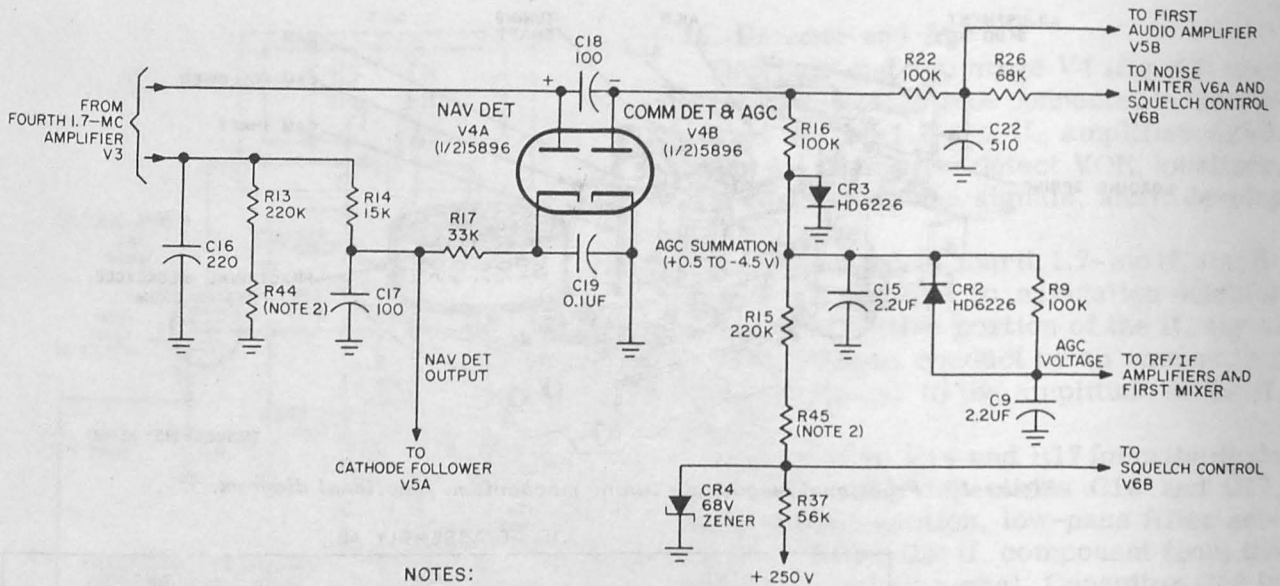 TO FIRST
AUDIO AMPLIFIER
V5B
C18
100
R22
100K
R26
68K
TO NOISE
LIMITER V6A AND
SQUELCH CONTROL
V6B
FROM
FOURTH 1.7-MC
AMPLIFIER
V3
+
−
NAV DET
V4A
(1/2)5896
COMM DET & AGC
V4B
(1/2)5896
R16
100K
C22
510
R13
220K
R14
15K
CR3
HD6226
R17
33K
AGC SUMMATION
(+0.5 TO -4.5 V)
C16
220
R44
(NOTE 2)
C17
100
C19
0.1UF
R15
220K
C15
2.2UF
CR2
HD6226
R9
100K
AGC
VOLTAGE
TO RF/IF
AMPLIFIERS AND
FIRST MIXER
NAV DET
OUTPUT
C9
2.2UF
R45
(NOTE 2)
TO
CATHODE FOLLOWER
V5A
TO
SQUELCH CONTROL
V6B
CR4
68V
ZENER
R37
56K
NOTES:
+ 250 V